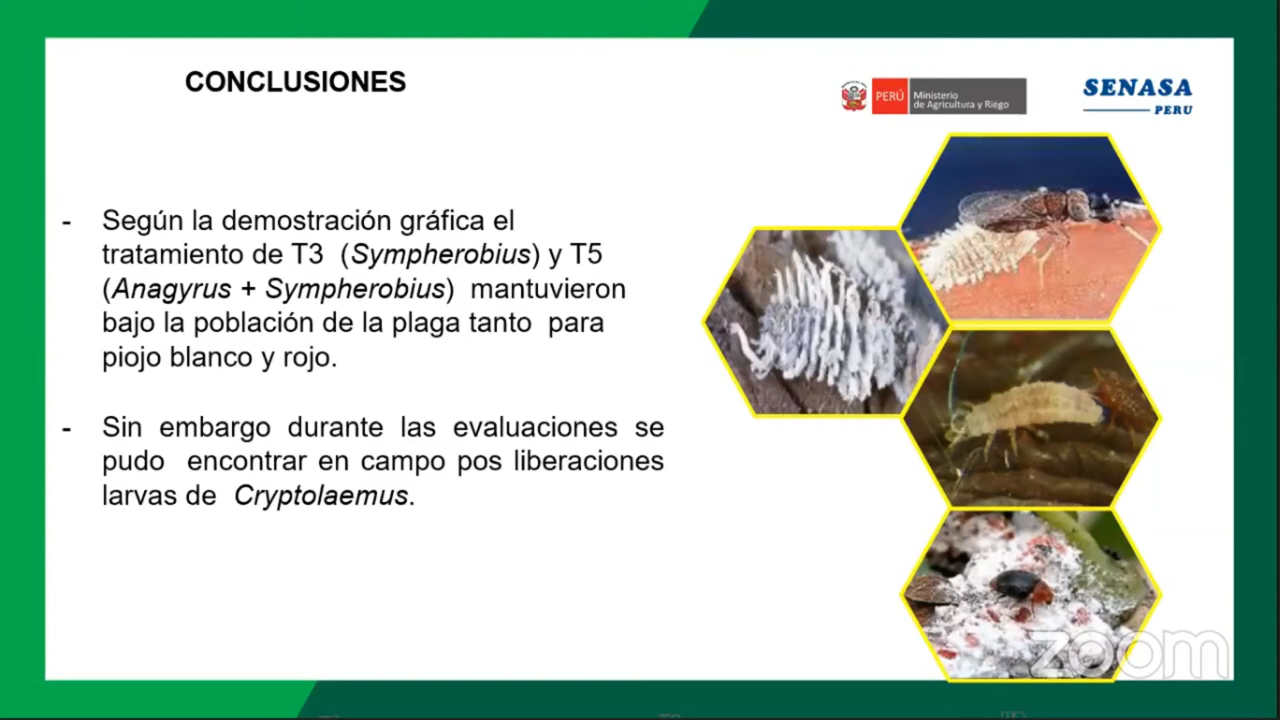 CONCLUSIONES
PERÚ
Ministerio
de Agricultura y Riego
SENASA
PERU
- Según la demostración gráfica el
tratamiento de T3 (Sympherobius) y T5
(Anagyrus + Sympherobius) mantuvieron
bajo la población de la plaga tanto para
piojo blanco y rojo.
- Sin embargo durante las evaluaciones se
pudo encontrar en campo pos liberaciones
larvas de Cryptolaemus.
zoom